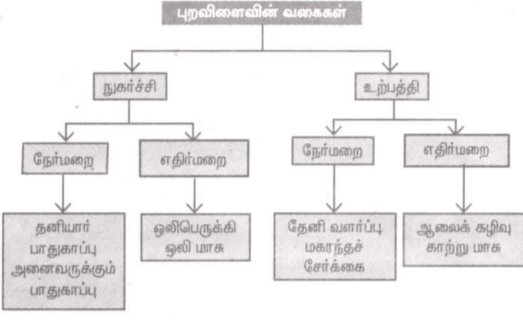 புறவிளைவின் வகைகள்
நுகர்ச்சி
உற்பத்தி
நேர்மறை
எதிர்மறை
நேர்மறை
எதிர்மறை
தனியார்
பாதுகாப்பு
அனைவருக்கும்
பாதுகாப்பு
ஒலிபெருக்கி
ஒலி மாசு
தேனி வளர்ப்பு
மகரந்தச்
சேர்க்கை
ஆலைக் கழிவு
காற்று மாசு